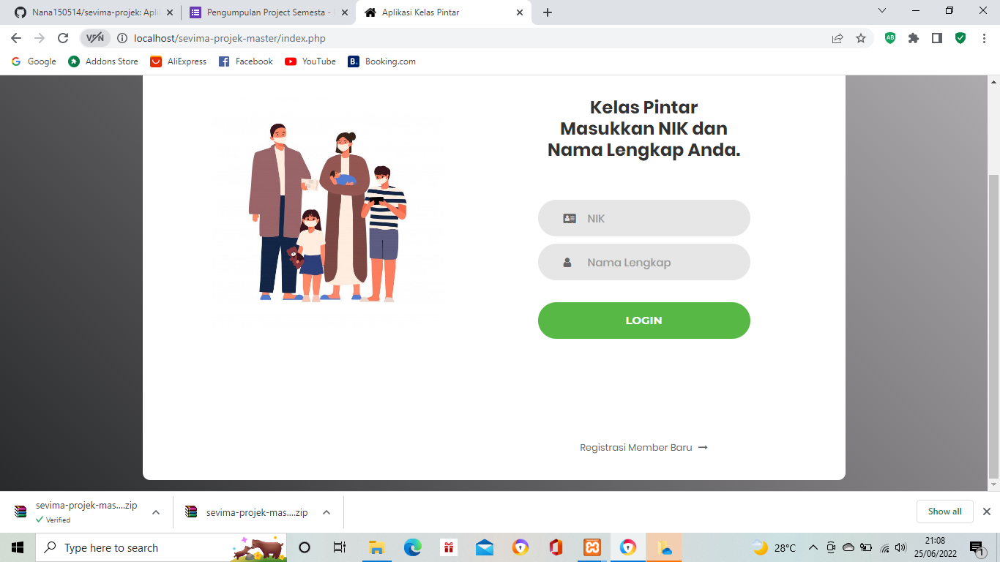 Nana150514/sevima-projek: Apli
Pengumpulan Project Semesta -
Aplikasi Kelas Pintar
VPN
localhost/sevima-projek-master/index.php
AB
Google
Addons Store
AliExpress
Facebook
B. Booking.com
YouTube
Kelas Pintar
Masukkan NIK dan
Nama Lengkap Anda.
NIK
Nama Lengkap
LOGIN
Registrasi Member Baru
sevima-projek-mas....zip
Verified
sevima-projek-mas....zip
Show all
Type here to search
28°C
21:08
25/06/2022
1